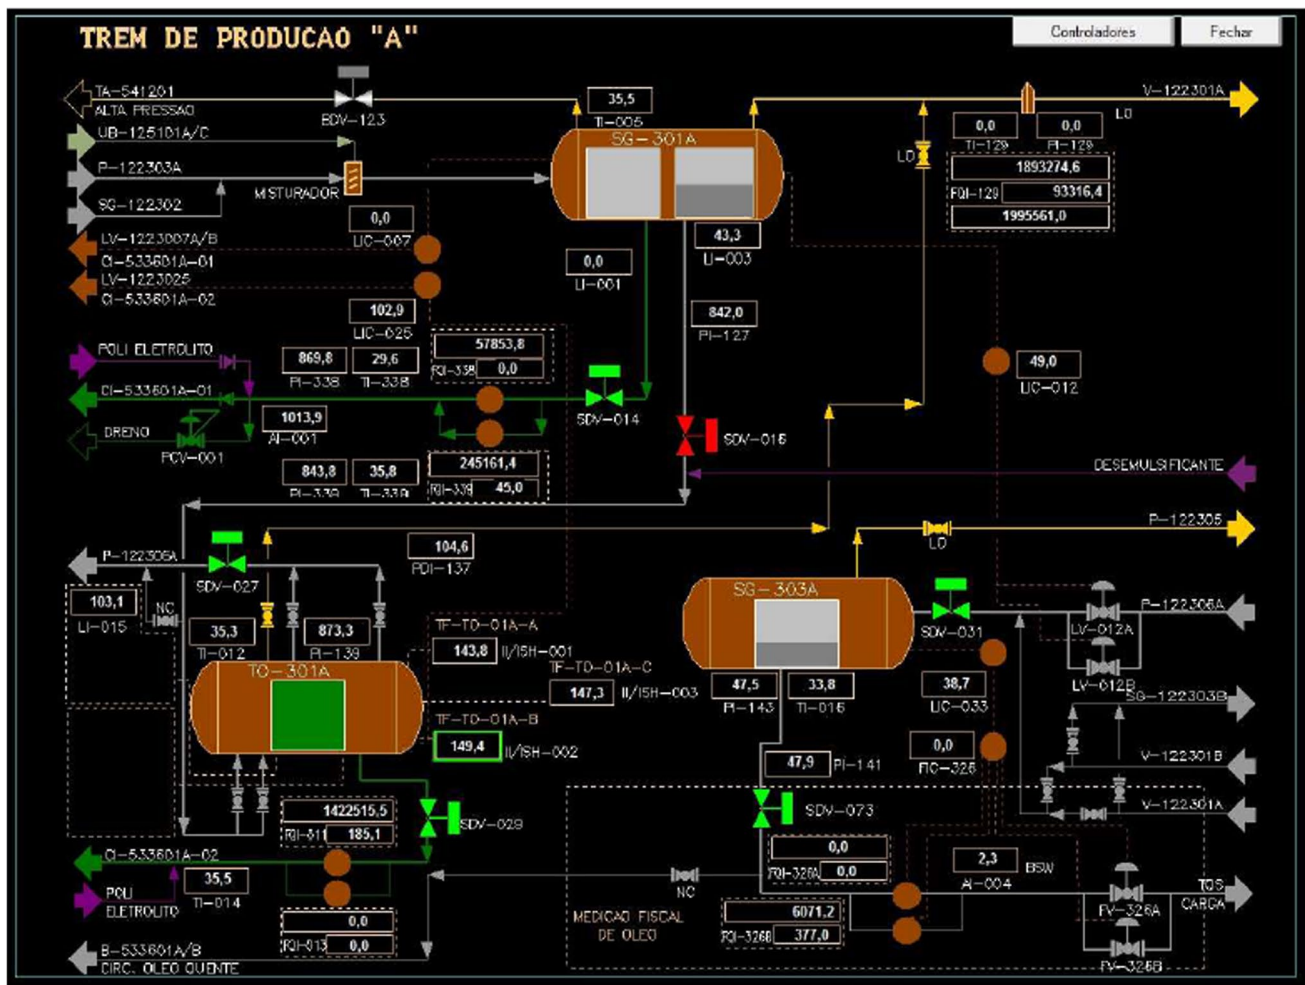 TREM DE PRODUCAO "A"
Controladores
Fechar
TA-541201
ALTA PRESSAO
BDV-123
35,5
TI-005
V-122301A
LO
UB-125101A/C
SG-301A
LO
0,0
TI-129
0,0
PI-129
P-122303A
MISTURADOR
1893274,6
FQI-129
93316,4
1995561,0
SG-122302
0,0
LIC-007
LV-1223007A/B
CI-533601A-01
43,3
LI-003
0,0
LI-001
LV-1223025
CI-533601A-02
102,9
LIC-025
842,0
PI-127
POLI ELETROLITO
869,8
PI-338
29,6
TI-338
57853,8
FQI-338
0,0
49,0
LIC-012
CI-533601A-01
SDV-014
1013,9
AI-001
DRENO
PCV-001
SDV-016
843,8
PI-339
35,8
TI-339
245161,4
FQI-339
45,0
DESEMULSIFICANTE
P-122305
LO
P-122306A
SDV-027
104,6
PDI-137
103,1
LI-015
NC
35,3
TI-012
873,3
PI-139
SG-303A
SDV-031
LV-012A
P-122306A
TF-TO-01A-A
143,8
II/ISH-001
TO-301A
TF-TO-01A-C
147,3
II/ISH-003
LV-012B
47,5
PI-143
33,8
TI-016
38,7
LIC-033
SG-122303B
TF-TO-01A-B
149,4
II/ISH-002
0,0
FIC-326
47,9
PI-141
V-122301B
1422515,5
FQI-011
185,1
SDV-029
SDV-073
V-122301A
CI-533601A-02
0,0
FQI-326A
0,0
2,3
AI-004
BSW
35,5
TI-014
POLI
ELETROLITO
NC
TQS
CARGA
0,0
FQI-013
0,0
MEDICAO FISCAL
DE OLEO
6071,2
FQI-326B
377,0
FV-326A
B-533601A/B
CIRC. OLEO QUENTE
FV-326B